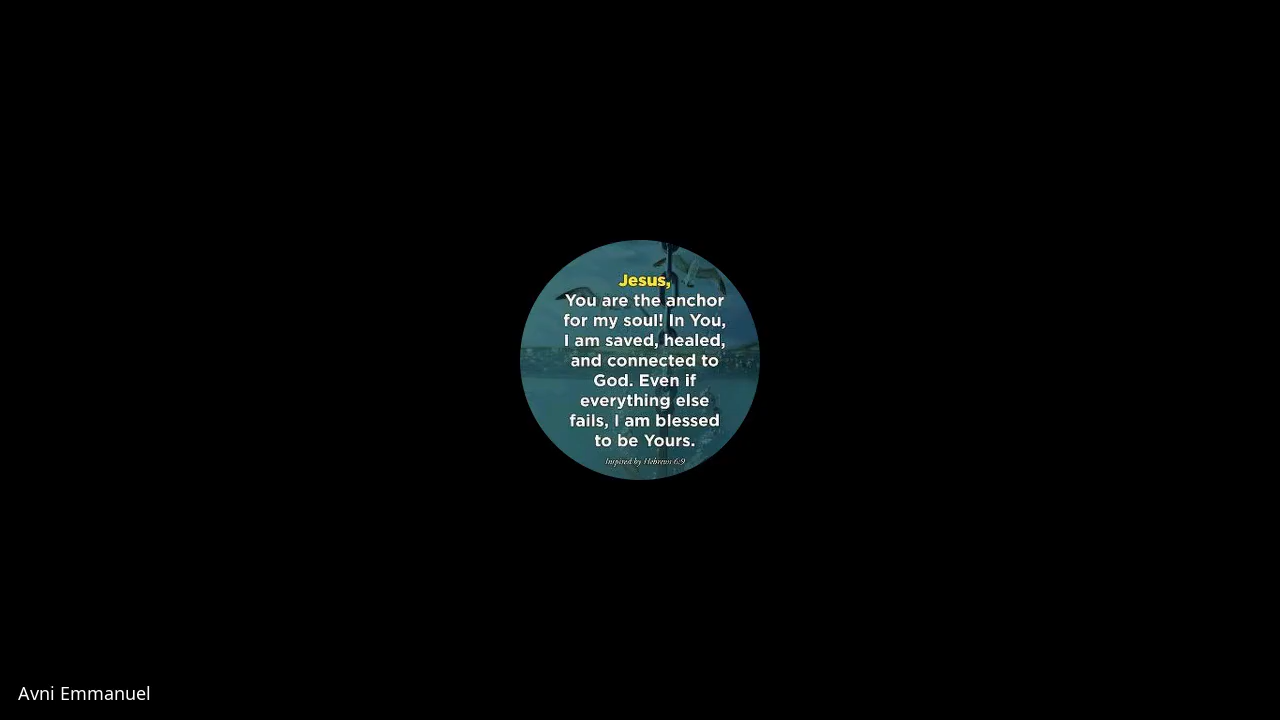 Jesus,
You are the anchor
for my soul! In You,
I am saved, healed,
and connected to
God. Even if
everything else
fails, I am blessed
to be Yours.
Inspired by Hebrews 6:9
Avni Emmanuel